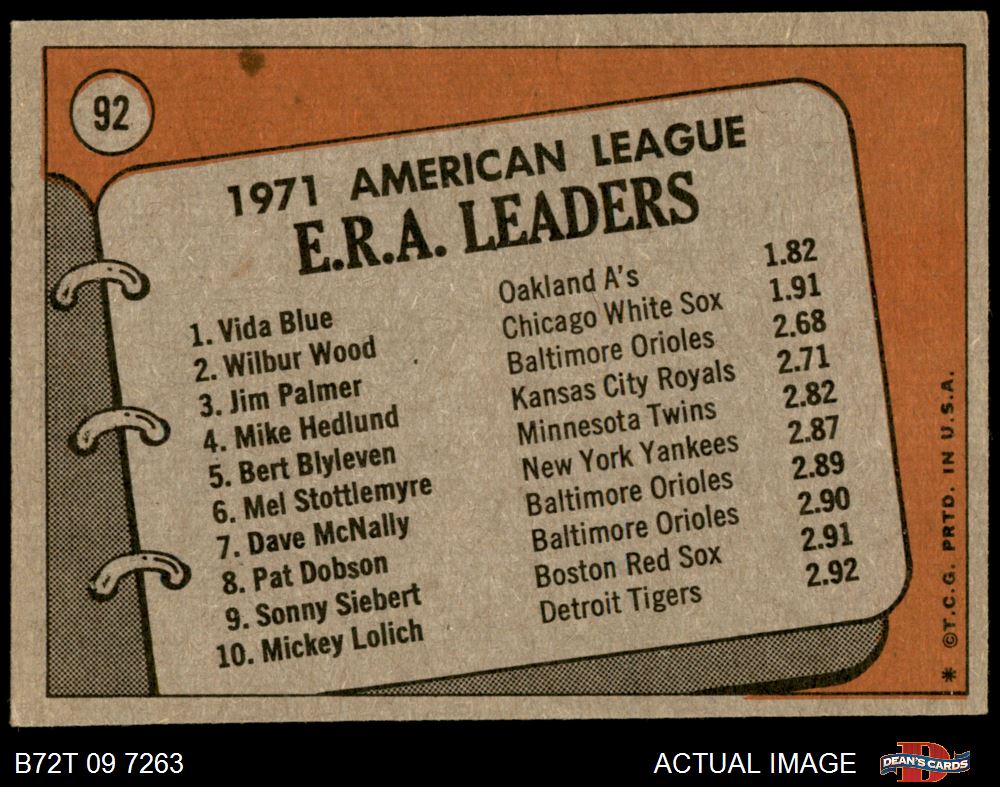 92
1971 AMERICAN LEAGUE
E.R.A. LEADERS
1. Vida Blue Oakland A's 1.82
2. Wilbur Wood Chicago White Sox 1.91
3. Jim Palmer Baltimore Orioles 2.68
4. Mike Hedlund Kansas City Royals 2.71
5. Bert Blyleven Minnesota Twins 2.82
6. Mel Stottlemyre New York Yankees 2.87
7. Dave McNally Baltimore Orioles 2.89
8. Pat Dobson Baltimore Orioles 2.90
9. Sonny Siebert Boston Red Sox 2.91
10. Mickey Lolich Detroit Tigers 2.92
* ©T.C.G. PRTD. IN U.S.A.
B72T 09 7263 ACTUAL IMAGE
D
DEAN'S CARDS